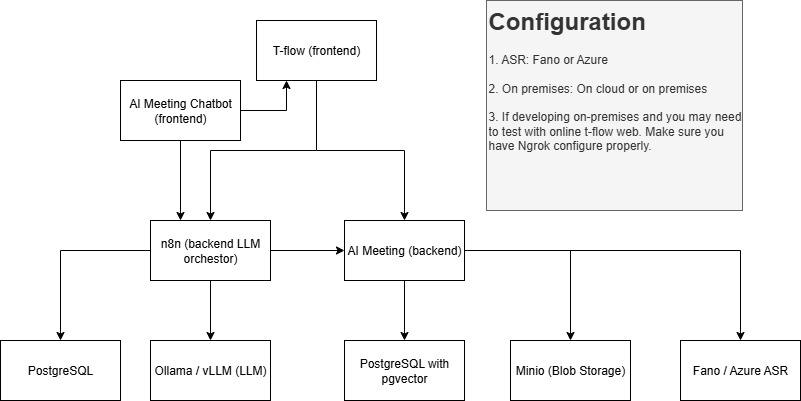 Configuration
1. ASR: Fano or Azure
2. On premises: On cloud or on premises
3. If developing on-premises and you may need
to test with online t-flow web. Make sure you
have Ngrok configure properly.
T-flow (frontend)
AI Meeting Chatbot
(frontend)
n8n (backend LLM
orchestor)
AI Meeting (backend)
PostgreSQL
Ollama / vLLM (LLM)
PostgreSQL with
pgvector
Minio (Blob Storage)
Fano / Azure ASR